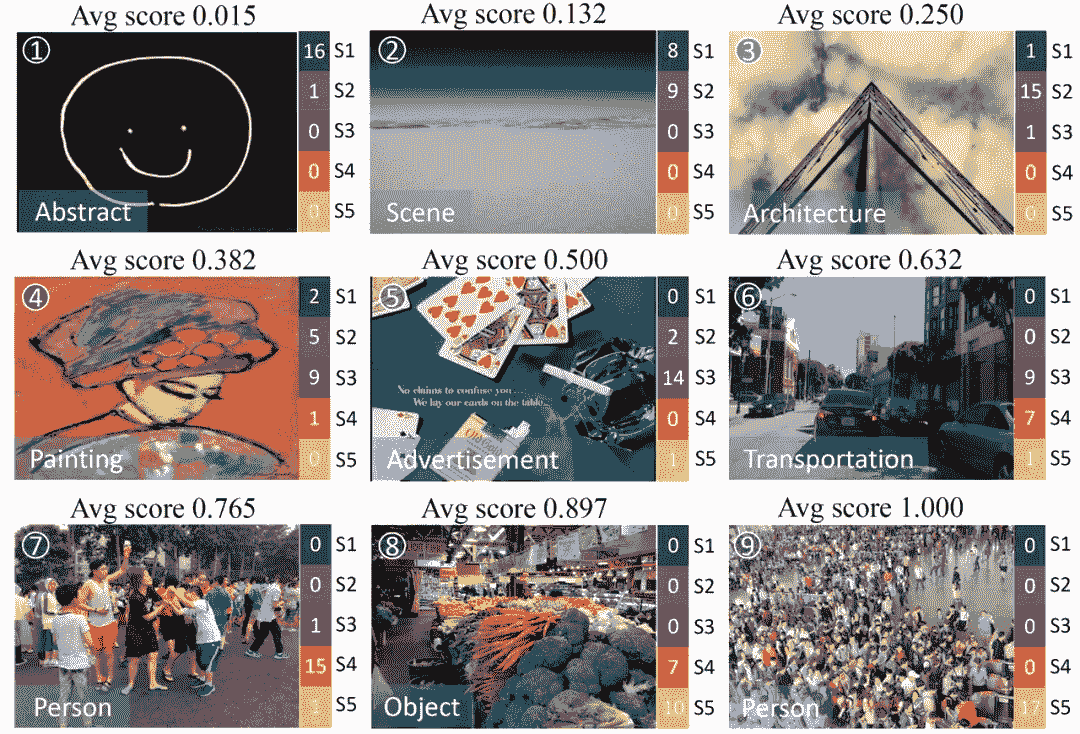 Avg score 0.015
Avg score 0.132
Avg score 0.250
1
16 S1
1 S2
0 S3
0 S4
0 S5
Abstract
2
8 S1
9 S2
0 S3
0 S4
0 S5
Scene
3
1 S1
15 S2
1 S3
0 S4
0 S5
Architecture
Avg score 0.382
Avg score 0.500
Avg score 0.632
4
2 S1
5 S2
9 S3
1 S4
0 S5
Painting
5
No claims to confuse you . . .
We lay our cards on the table.
0 S1
2 S2
14 S3
0 S4
1 S5
Advertisement
6
0 S1
0 S2
9 S3
7 S4
1 S5
Transportation
Avg score 0.765
Avg score 0.897
Avg score 1.000
7
0 S1
0 S2
1 S3
15 S4
1 S5
Person
8
0 S1
0 S2
0 S3
7 S4
10 S5
Object
9
0 S1
0 S2
0 S3
0 S4
17 S5
Person